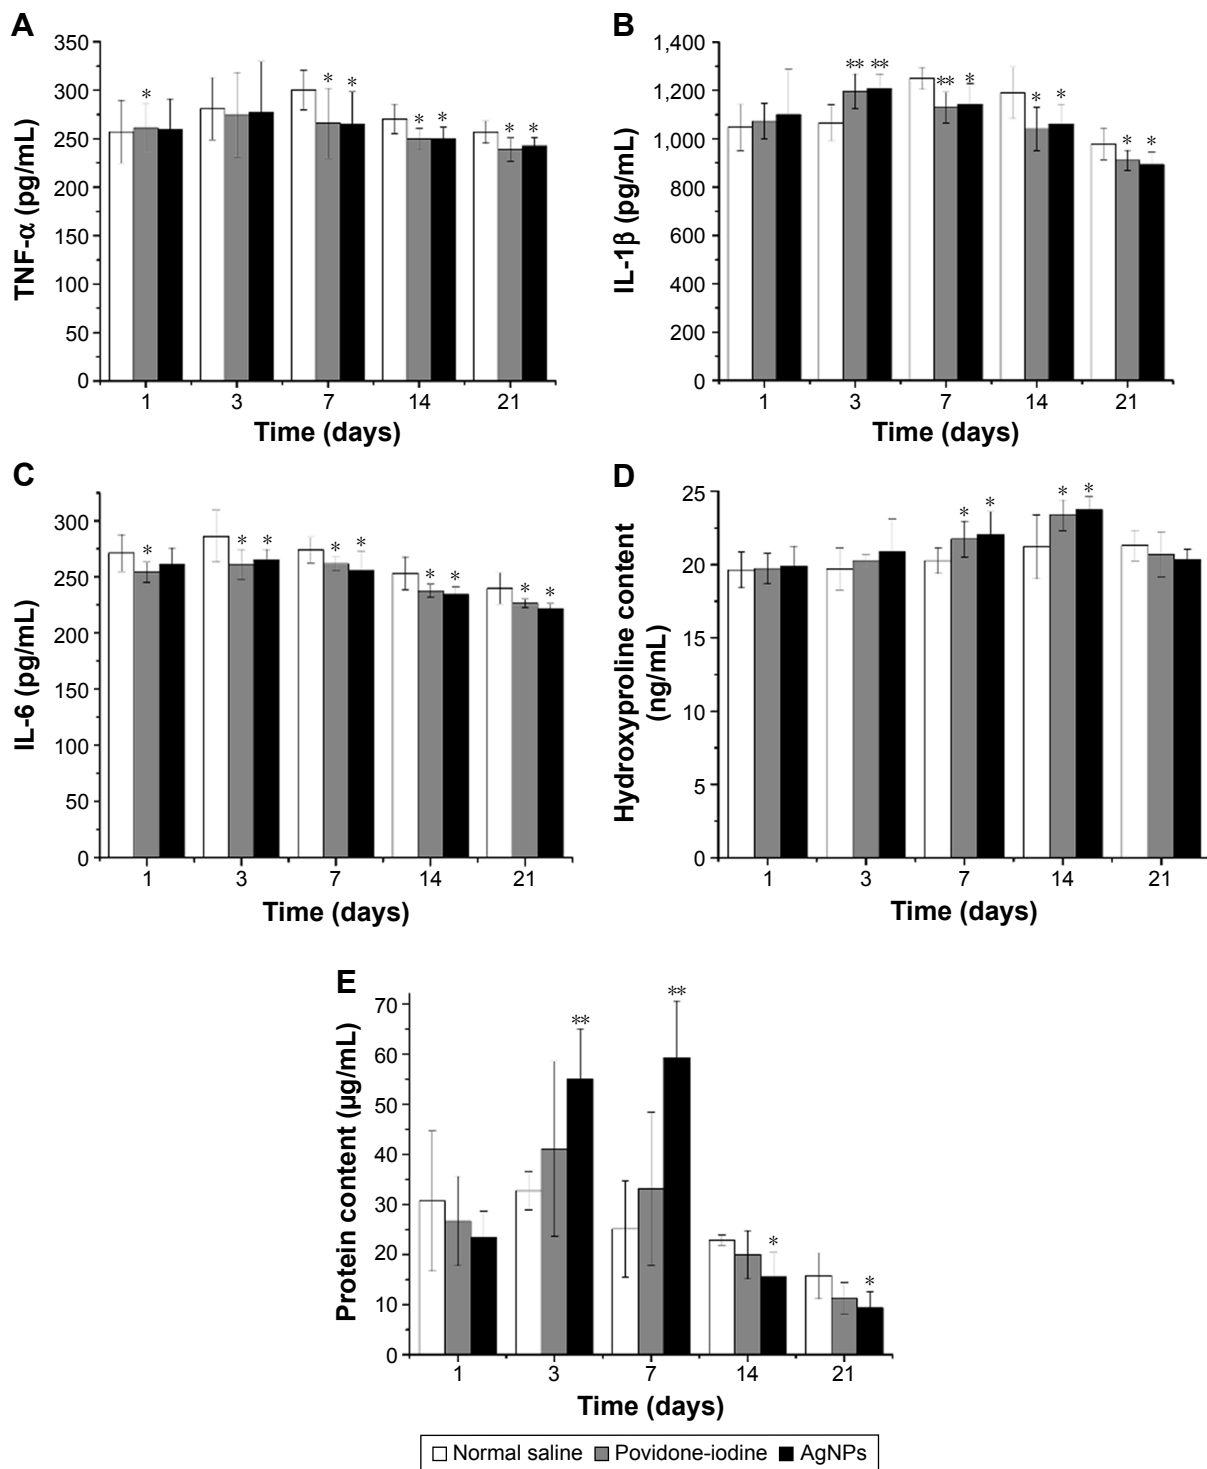 A
350
300
250
200
150
100
50
0
TNF-α (pg/mL)
* * * * * * *
1 3 7 14 21
Time (days)
B
1,400
1,200
1,000
800
600
400
200
0
IL-1β (pg/mL)
** ** ** * * * * *
1 3 7 14 21
Time (days)
C
300
250
200
250
100
50
0
IL-6 (pg/mL)
* * * * * * * * *
1 3 7 14 21
Time (days)
D
25
20
15
10
5
0
Hydroxyproline content
(ng/mL)
* * * *
1 3 7 14 21
Time (days)
E
70
60
50
40
30
20
10
0
Protein content (µg/mL)
** ** * *
1 3 7 14 21
Time (days)
Normal saline Povidone-iodine AgNPs